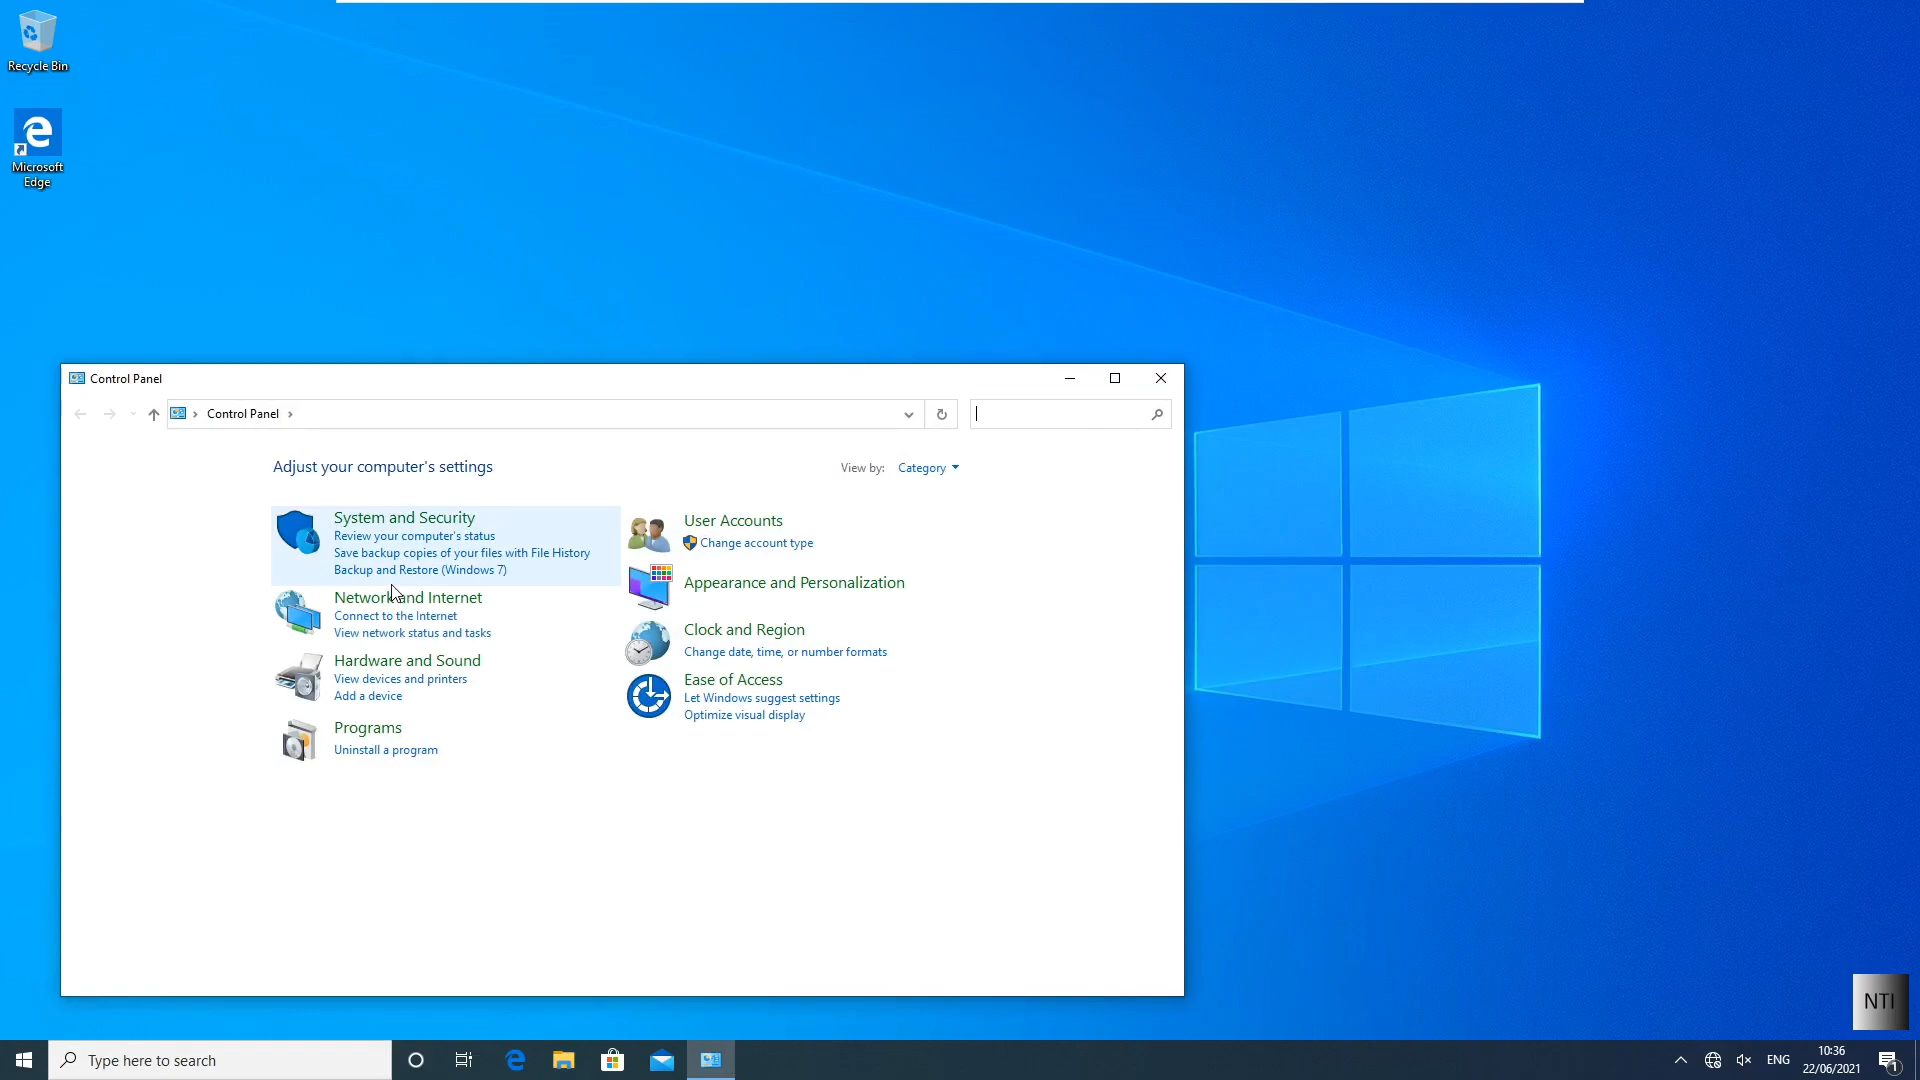 Recycle Bin
Microsoft
Edge
Control Panel
Control Panel
Adjust your computer's settings
View by: Category
System and Security
Review your computer's status
Save backup copies of your files with File History
Backup and Restore (Windows 7)
Network and Internet
Connect to the Internet
View network status and tasks
Hardware and Sound
View devices and printers
Add a device
Programs
Uninstall a program
User Accounts
Change account type
Appearance and Personalization
Clock and Region
Change date, time, or number formats
Ease of Access
Let Windows suggest settings
Optimize visual display
NTI
Type here to search
ENG
10:36
22/06/2021
1